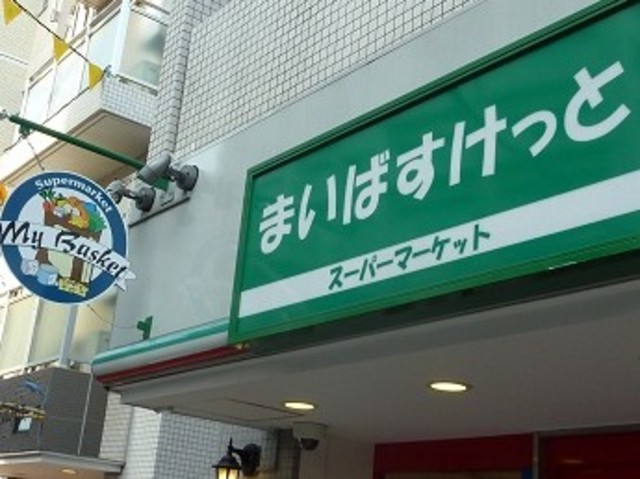 Supermarket
My Basket
まいばすけっと
スーパーマーケット